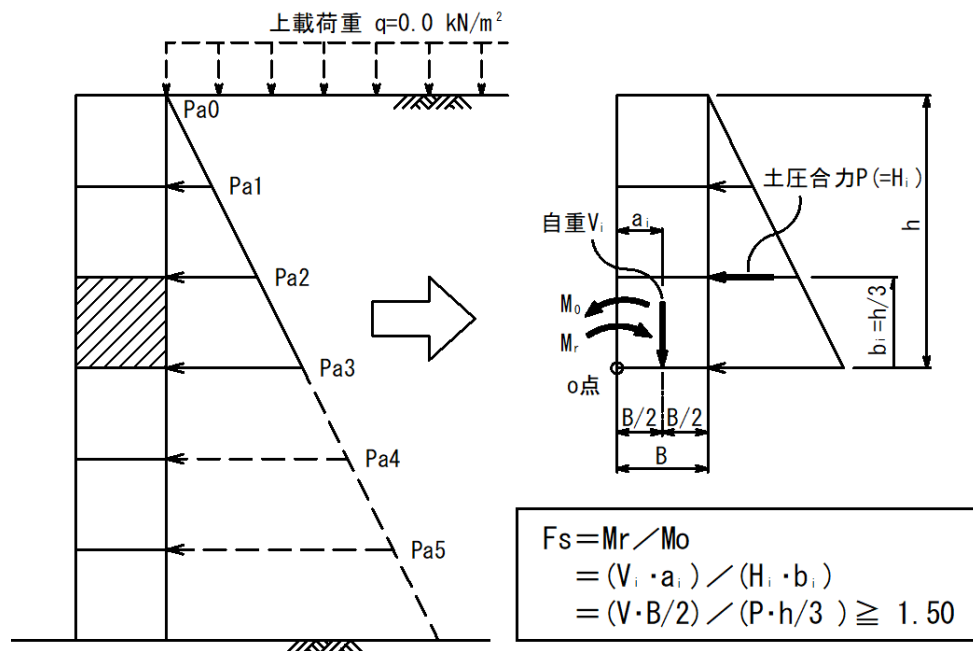 上載荷重 q=0.0 kN/m²
Pa0
Pa1
Pa2
Pa3
Pa4
Pa5
土圧合力P(=Hᵢ)
自重Vᵢ
aᵢ
h
bᵢ=h/3
Mₒ
Mᵣ
o点
B/2
B/2
B
Fs=Mr/Mo
=(Vᵢ・aᵢ)/(Hᵢ・bᵢ)
=(V・B/2)/(P・h/3 )≧ 1.50